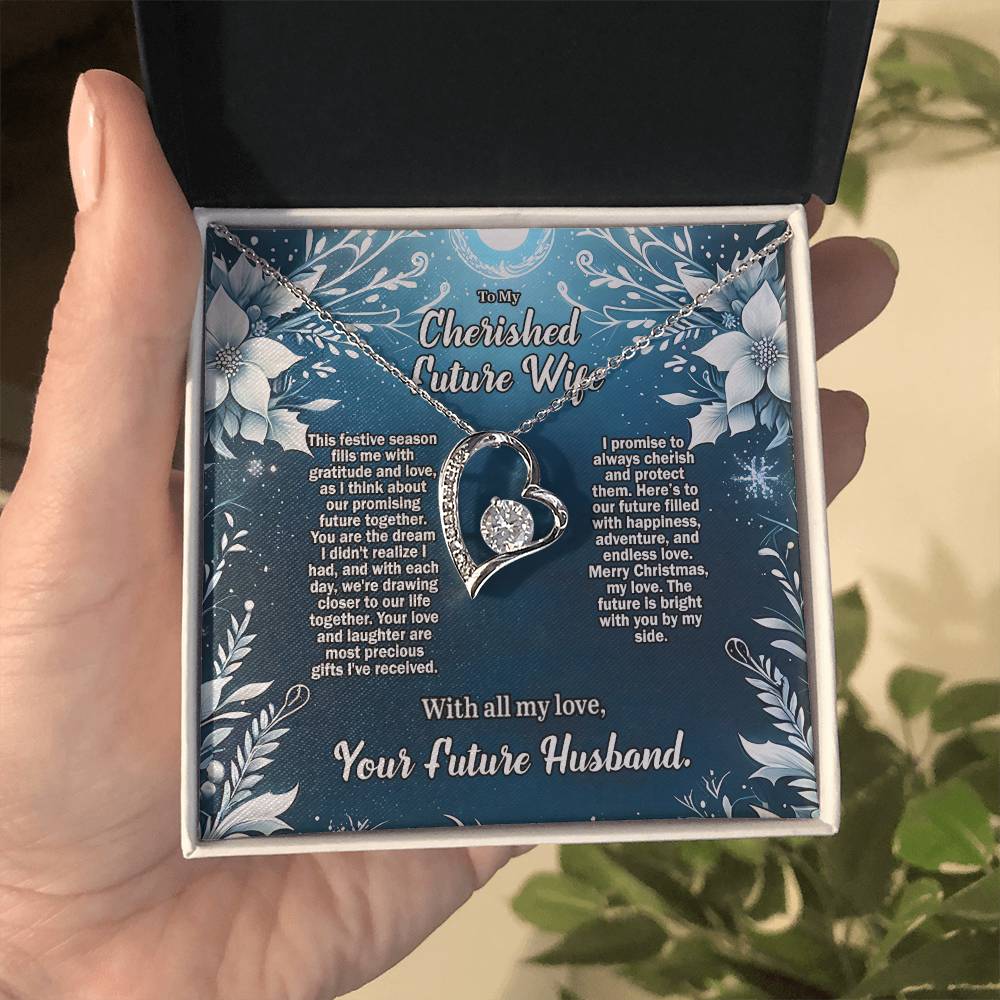 To My
Cherished
Future Wife
This festive season
fills me with
gratitude and love,
as I think about
our promising
future together.
You are the dream
I didn't realize I
had, and with each
day, we're drawing
closer to our life
together. Your love
and laughter are
most precious
gifts I've received.
I promise to
always cherish
and protect
them. Here's to
our future filled
with happiness,
adventure, and
endless love.
Merry Christmas,
my love. The
future is bright
with you by my
side.
With all my love,
Your Future Husband.